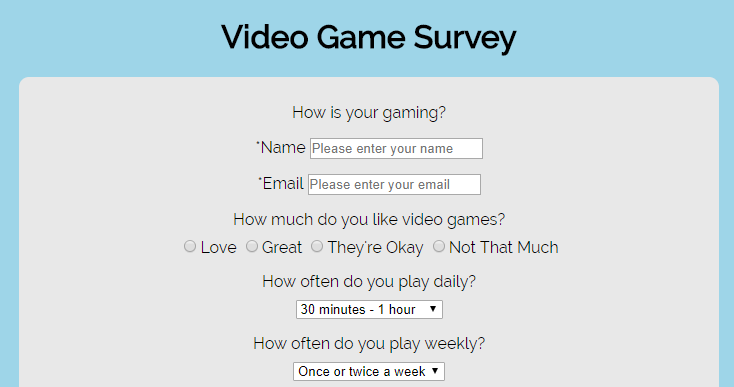 Video Game Survey
How is your gaming?
*Name Please enter your name
*Email Please enter your email
How much do you like video games?
Love Great They're Okay Not That Much
How often do you play daily?
30 minutes - 1 hour
How often do you play weekly?
Once or twice a week